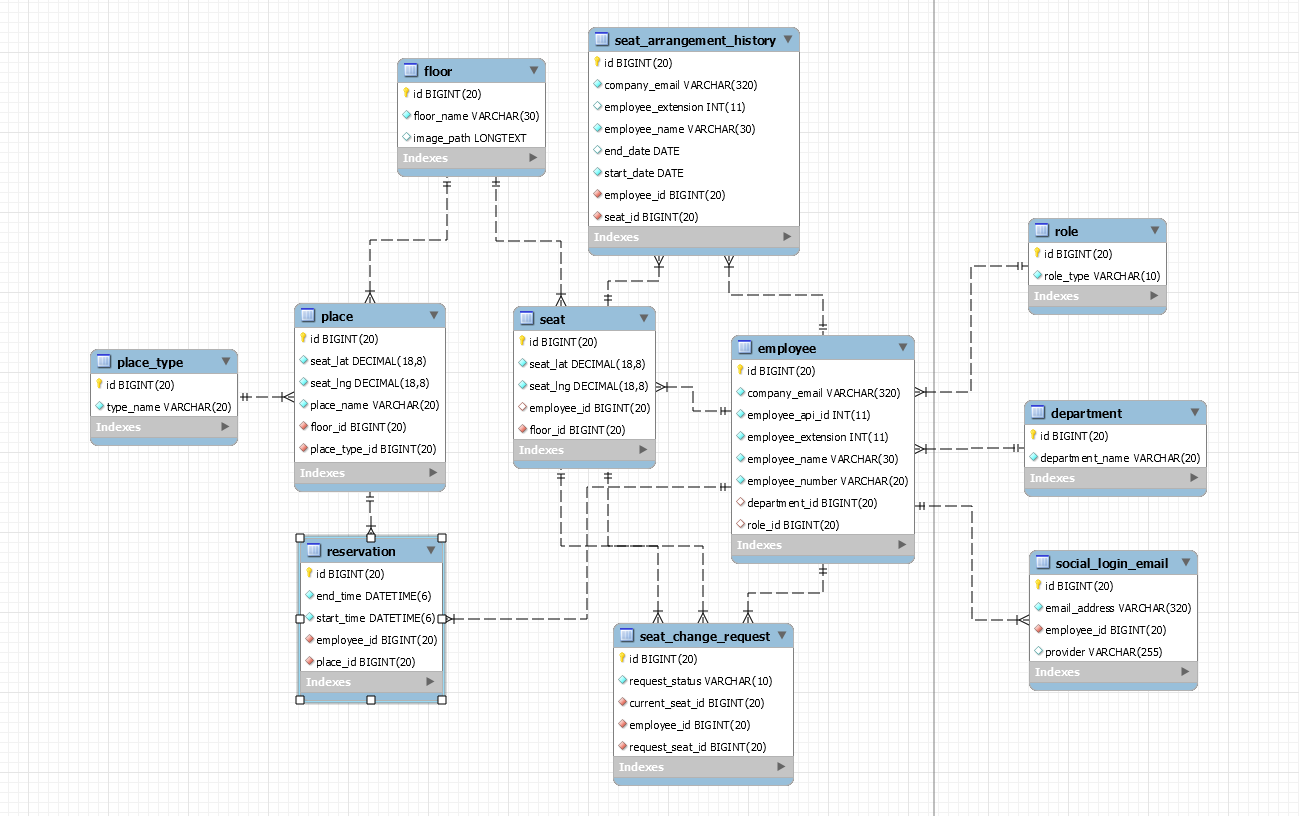 seat_arrangement_history
id BIGINT(20)
company_email VARCHAR(320)
employee_extension INT(11)
employee_name VARCHAR(30)
end_date DATE
start_date DATE
employee_id BIGINT(20)
seat_id BIGINT(20)
Indexes
floor
id BIGINT(20)
floor_name VARCHAR(30)
image_path LONGTEXT
Indexes
role
id BIGINT(20)
role_type VARCHAR(10)
Indexes
place
id BIGINT(20)
seat_lat DECIMAL(18,8)
seat_lng DECIMAL(18,8)
place_name VARCHAR(20)
floor_id BIGINT(20)
place_type_id BIGINT(20)
Indexes
seat
id BIGINT(20)
seat_lat DECIMAL(18,8)
seat_lng DECIMAL(18,8)
employee_id BIGINT(20)
floor_id BIGINT(20)
Indexes
employee
id BIGINT(20)
company_email VARCHAR(320)
employee_api_id INT(11)
employee_extension INT(11)
employee_name VARCHAR(30)
employee_number VARCHAR(20)
department_id BIGINT(20)
role_id BIGINT(20)
Indexes
place_type
id BIGINT(20)
type_name VARCHAR(20)
Indexes
department
id BIGINT(20)
department_name VARCHAR(20)
Indexes
reservation
id BIGINT(20)
end_time DATETIME(6)
start_time DATETIME(6)
employee_id BIGINT(20)
place_id BIGINT(20)
Indexes
social_login_email
id BIGINT(20)
email_address VARCHAR(320)
employee_id BIGINT(20)
provider VARCHAR(255)
Indexes
seat_change_request
id BIGINT(20)
request_status VARCHAR(10)
current_seat_id BIGINT(20)
employee_id BIGINT(20)
request_seat_id BIGINT(20)
Indexes